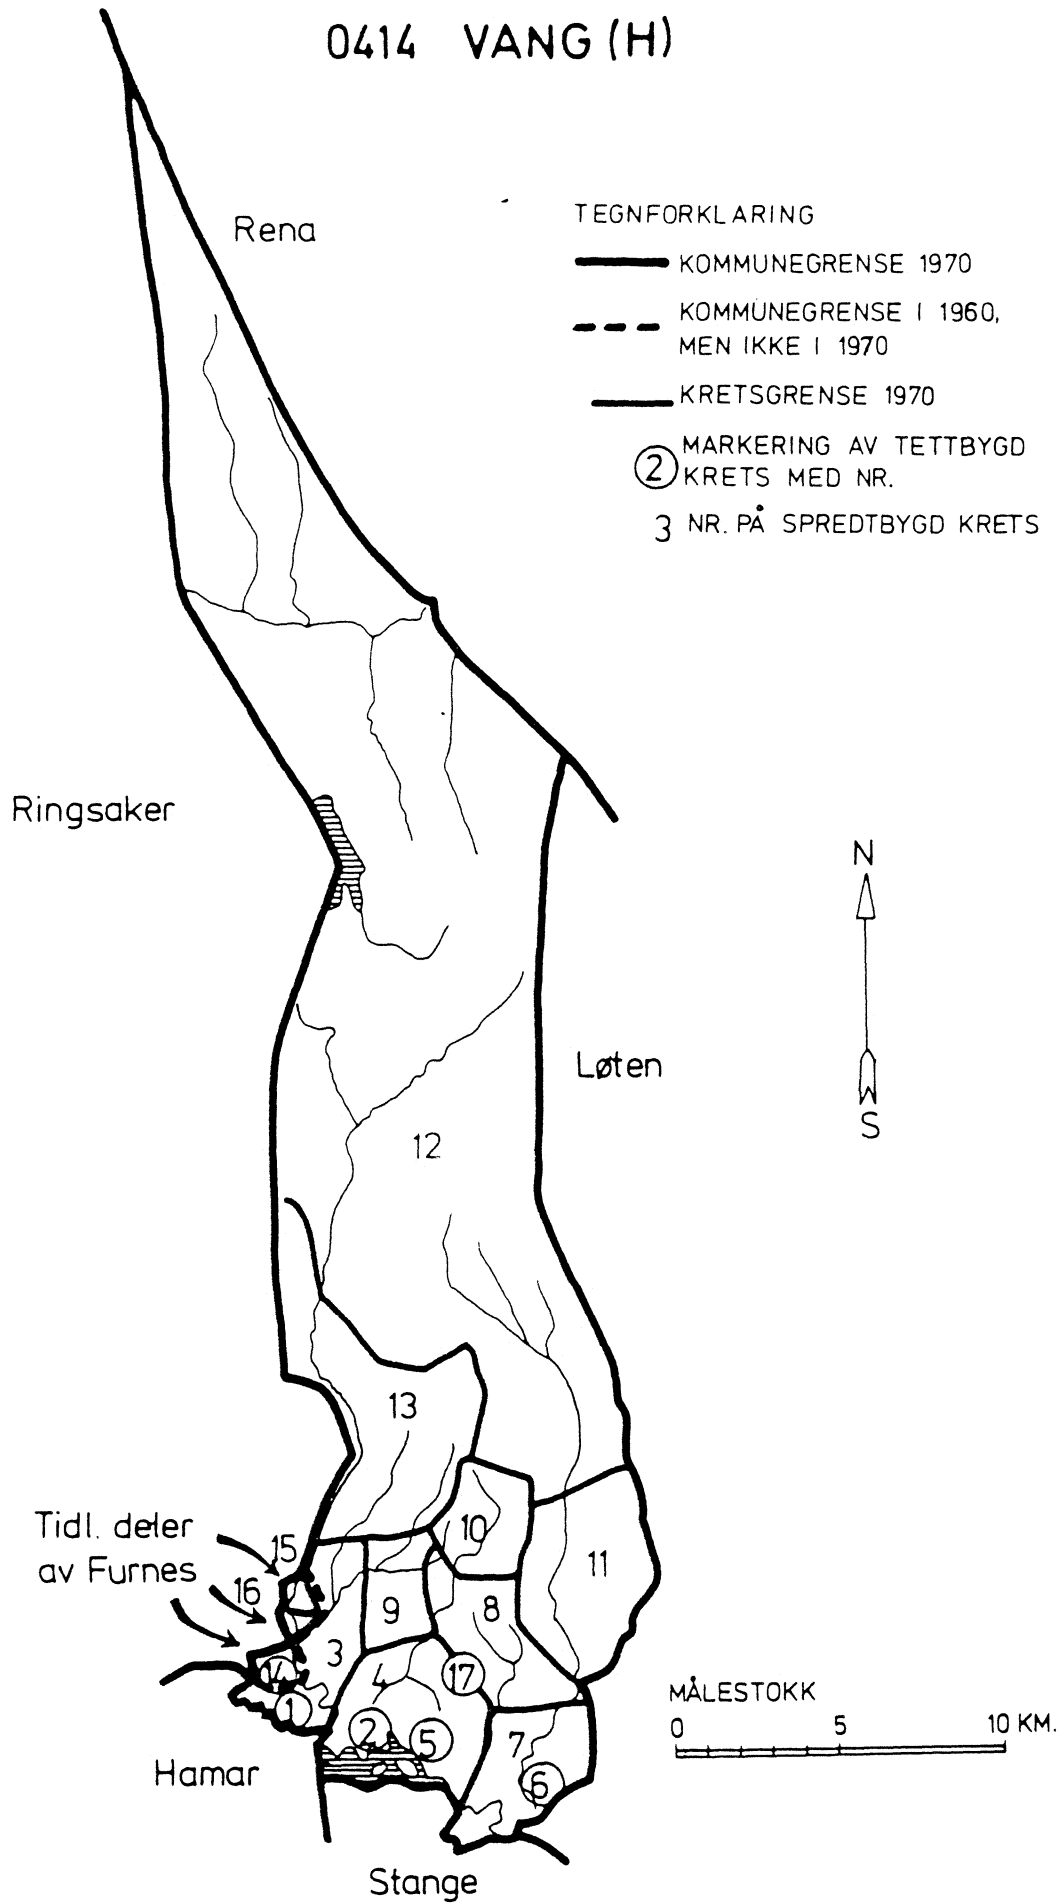 0414 VANG (H)
Rena
TEGNFORKLARING
KOMMUNEGRENSE 1970
KOMMUNEGRENSE I 1960,
MEN IKKE I 1970
KRETSGRENSE 1970
2 MARKERING AV TETTBYGD
KRETS MED NR.
3 NR. PÅ SPREDTBYGD KRETS
Ringsaker
N
S
Løten
12
13
10
11
Tidl. deler
av Furnes
15
16
9
8
3
14
4
17
1
2
5
7
6
MÅLESTOKK
0 5 10 KM.
Hamar
Stange